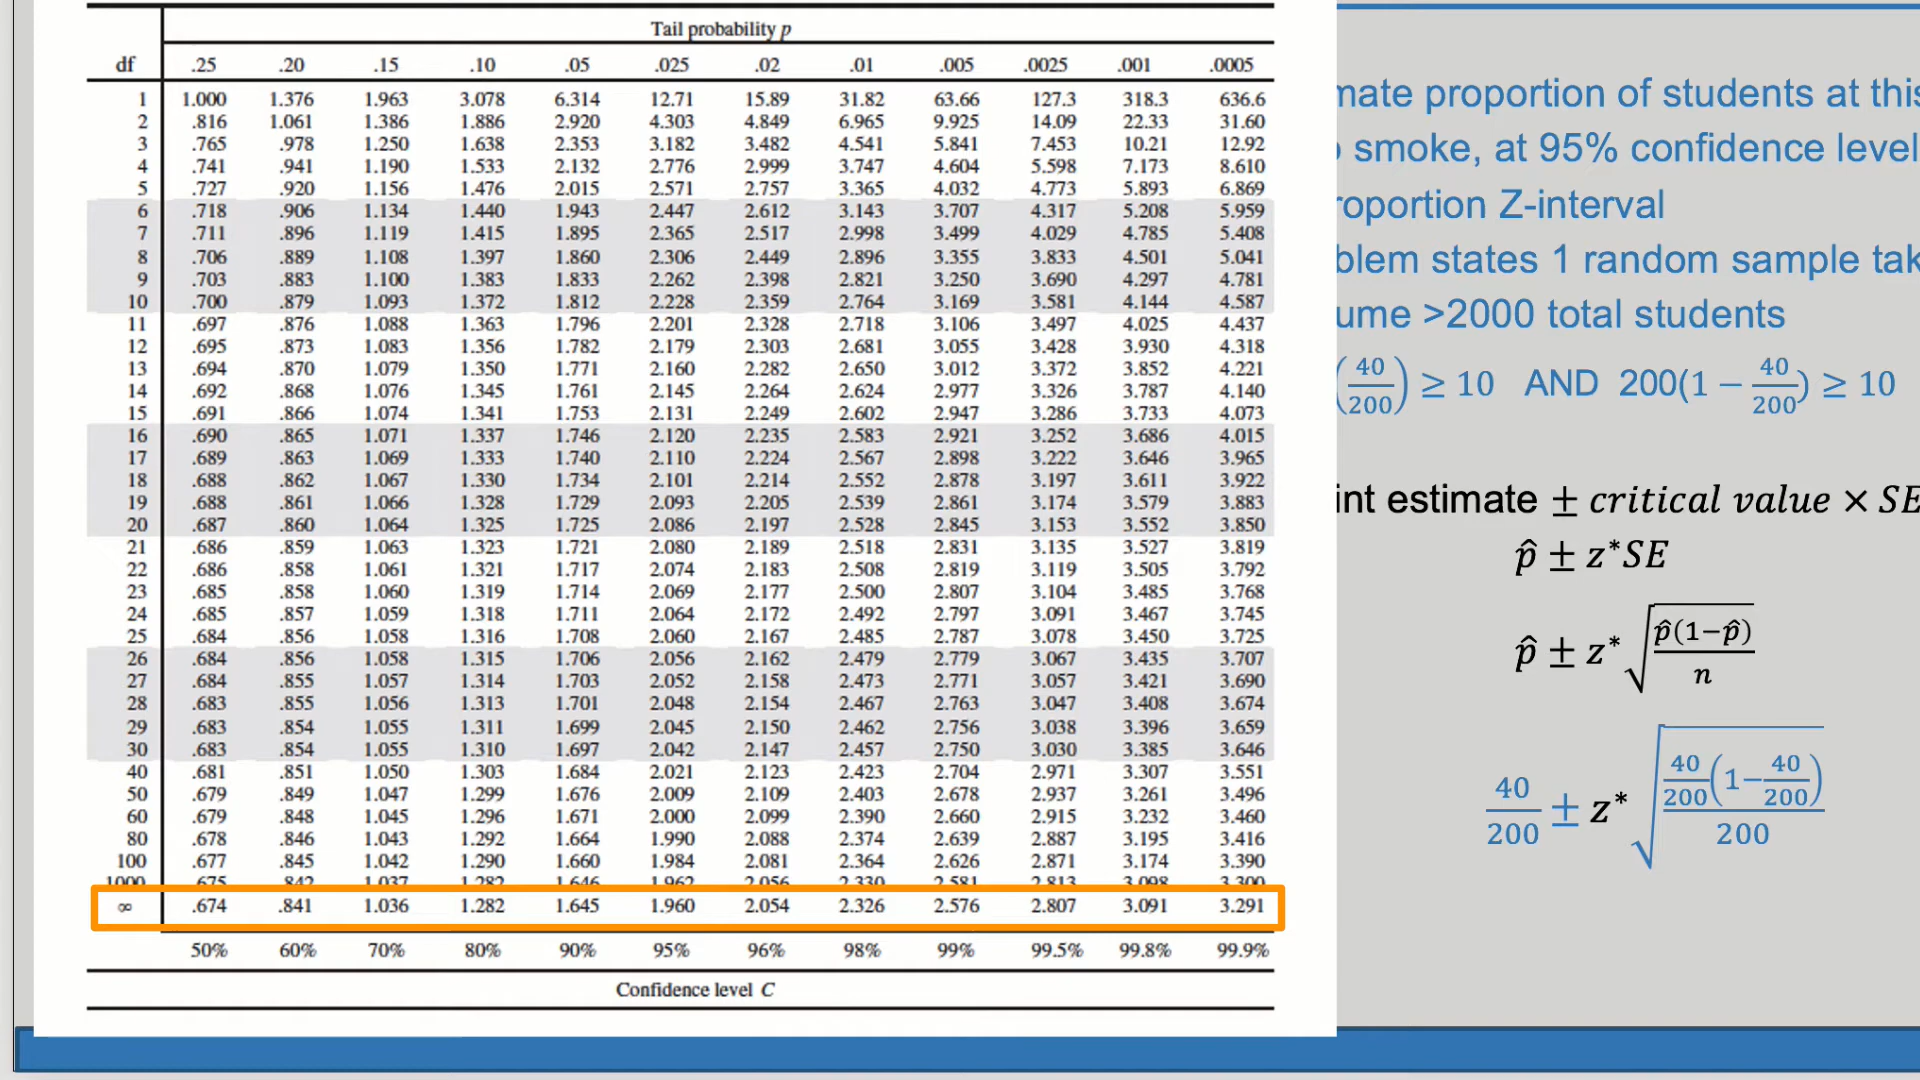 Tail probability p
df .25 .20 .15 .10 .05 .025 .02 .01 .005 .0025 .001 .0005
1 1.000 1.376 1.963 3.078 6.314 12.71 15.89 31.82 63.66 127.3 318.3 636.6
2 .816 1.061 1.386 1.886 2.920 4.303 4.849 6.965 9.925 14.09 22.33 31.60
3 .765 .978 1.250 1.638 2.353 3.182 3.482 4.541 5.841 7.453 10.21 12.92
4 .741 .941 1.190 1.533 2.132 2.776 2.999 3.747 4.604 5.598 7.173 8.610
5 .727 .920 1.156 1.476 2.015 2.571 2.757 3.365 4.032 4.773 5.893 6.869
6 .718 .906 1.134 1.440 1.943 2.447 2.612 3.143 3.707 4.317 5.208 5.959
7 .711 .896 1.119 1.415 1.895 2.365 2.517 2.998 3.499 4.029 4.785 5.408
8 .706 .889 1.108 1.397 1.860 2.306 2.449 2.896 3.355 3.833 4.501 5.041
9 .703 .883 1.100 1.383 1.833 2.262 2.398 2.821 3.250 3.690 4.297 4.781
10 .700 .879 1.093 1.372 1.812 2.228 2.359 2.764 3.169 3.581 4.144 4.587
11 .697 .876 1.088 1.363 1.796 2.201 2.328 2.718 3.106 3.497 4.025 4.437
12 .695 .873 1.083 1.356 1.782 2.179 2.303 2.681 3.055 3.428 3.930 4.318
13 .694 .870 1.079 1.350 1.771 2.160 2.282 2.650 3.012 3.372 3.852 4.221
14 .692 .868 1.076 1.345 1.761 2.145 2.264 2.624 2.977 3.326 3.787 4.140
15 .691 .866 1.074 1.341 1.753 2.131 2.249 2.602 2.947 3.286 3.733 4.073
16 .690 .865 1.071 1.337 1.746 2.120 2.235 2.583 2.921 3.252 3.686 4.015
17 .689 .863 1.069 1.333 1.740 2.110 2.224 2.567 2.898 3.222 3.646 3.965
18 .688 .862 1.067 1.330 1.734 2.101 2.214 2.552 2.878 3.197 3.611 3.922
19 .688 .861 1.066 1.328 1.729 2.093 2.205 2.539 2.861 3.174 3.579 3.883
20 .687 .860 1.064 1.325 1.725 2.086 2.197 2.528 2.845 3.153 3.552 3.850
21 .686 .859 1.063 1.323 1.721 2.080 2.189 2.518 2.831 3.135 3.527 3.819
22 .686 .858 1.061 1.321 1.717 2.074 2.183 2.508 2.819 3.119 3.505 3.792
23 .685 .858 1.060 1.319 1.714 2.069 2.177 2.500 2.807 3.104 3.485 3.768
24 .685 .857 1.059 1.318 1.711 2.064 2.172 2.492 2.797 3.091 3.467 3.745
25 .684 .856 1.058 1.316 1.708 2.060 2.167 2.485 2.787 3.078 3.450 3.725
26 .684 .856 1.058 1.315 1.706 2.056 2.162 2.479 2.779 3.067 3.435 3.707
27 .684 .855 1.057 1.314 1.703 2.052 2.158 2.473 2.771 3.057 3.421 3.690
28 .683 .855 1.056 1.313 1.701 2.048 2.154 2.467 2.763 3.047 3.408 3.674
29 .683 .854 1.055 1.311 1.699 2.045 2.150 2.462 2.756 3.038 3.396 3.659
30 .683 .854 1.055 1.310 1.697 2.042 2.147 2.457 2.750 3.030 3.385 3.646
40 .681 .851 1.050 1.303 1.684 2.021 2.123 2.423 2.704 2.971 3.307 3.551
50 .679 .849 1.047 1.299 1.676 2.009 2.109 2.403 2.678 2.937 3.261 3.496
60 .679 .848 1.045 1.296 1.671 2.000 2.099 2.390 2.660 2.915 3.232 3.460
80 .678 .846 1.043 1.292 1.664 1.990 2.088 2.374 2.639 2.887 3.195 3.416
100 .677 .845 1.042 1.290 1.660 1.984 2.081 2.364 2.626 2.871 3.174 3.390
1000 .675 .842 1.037 1.282 1.646 1.962 2.056 2.330 2.581 2.813 3.098 3.300
∞ .674 .841 1.036 1.282 1.645 1.960 2.054 2.326 2.576 2.807 3.091 3.291
50% 60% 70% 80% 90% 95% 96% 98% 99% 99.5% 99.8% 99.9%
Confidence level C
mate proportion of students at this
smoke, at 95% confidence level
roportion Z-interval
blem states 1 random sample tak
ume >2000 total students
(40/200) ≥ 10 AND 200(1 − 40/200) ≥ 10
int estimate ± critical value × SE
p̂ ± z*SE
p̂ ± z*√(p̂(1−p̂)/n)
40/200 ± z*√(40/200(1−40/200)/200)